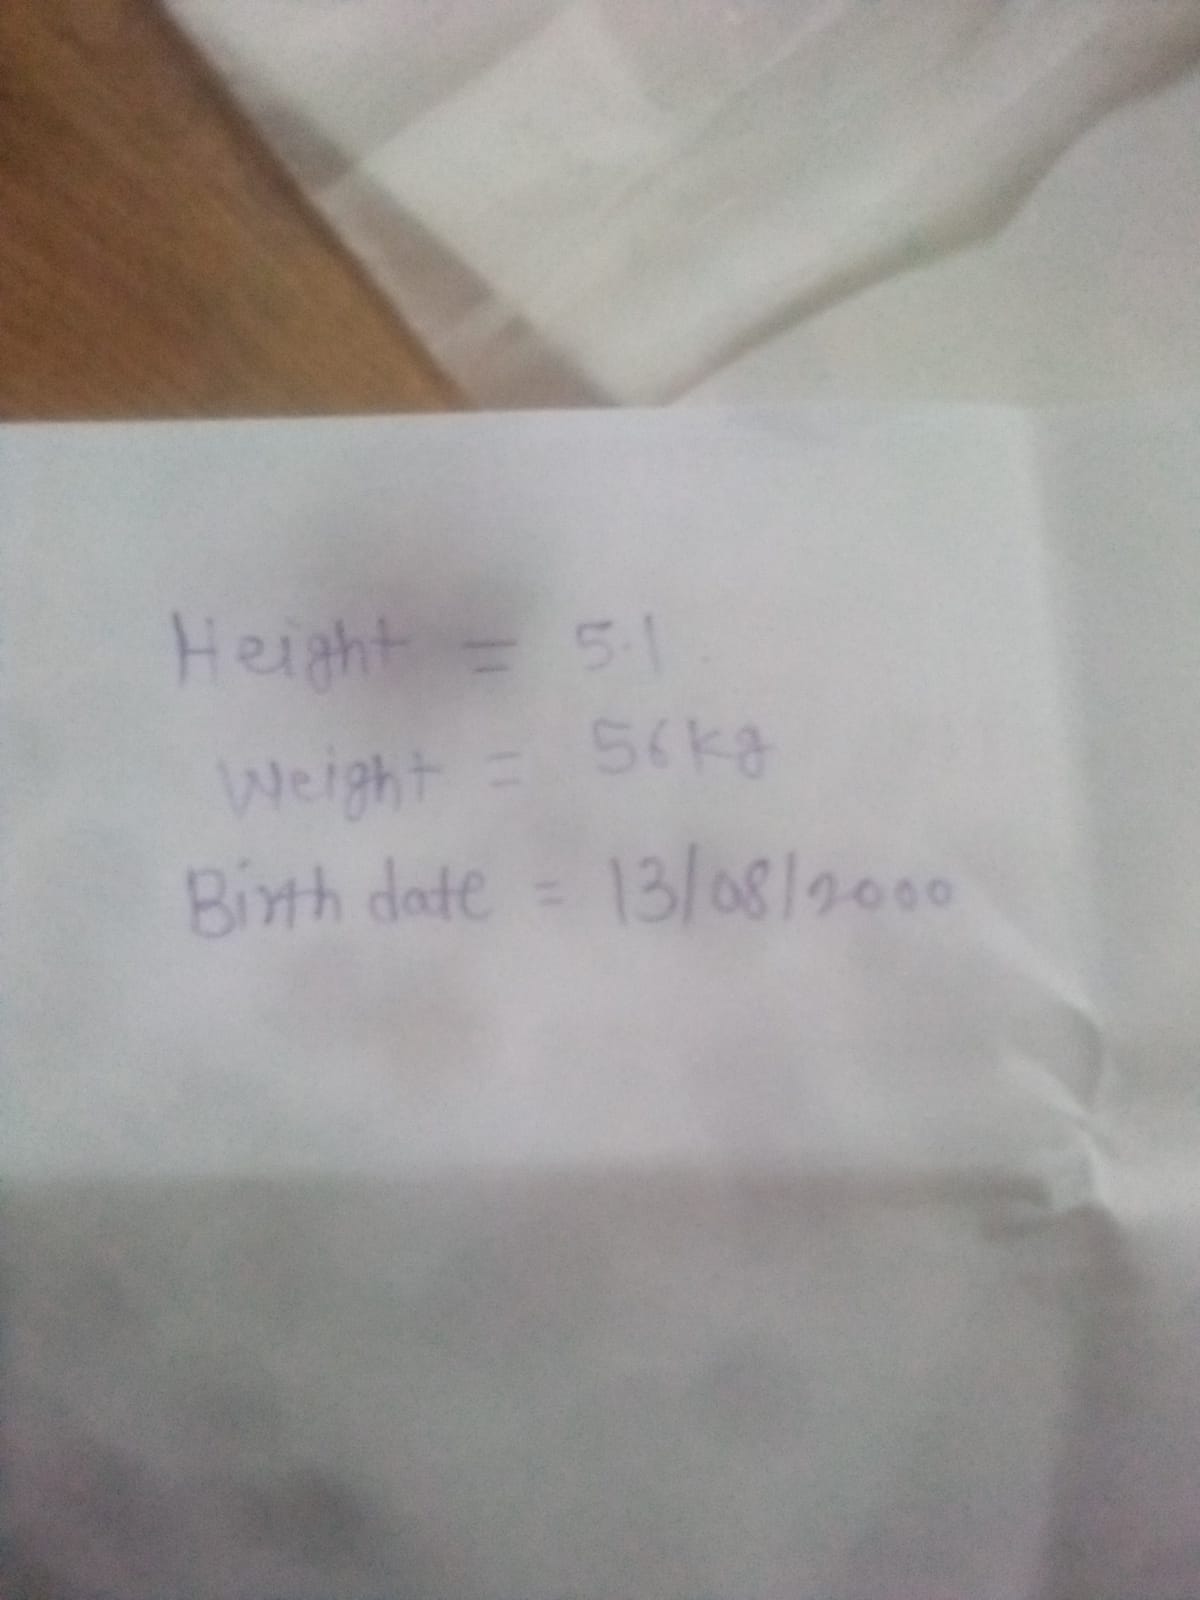 Height = 5.1.
Weight = 56kg
Birth date = 13/08/2000